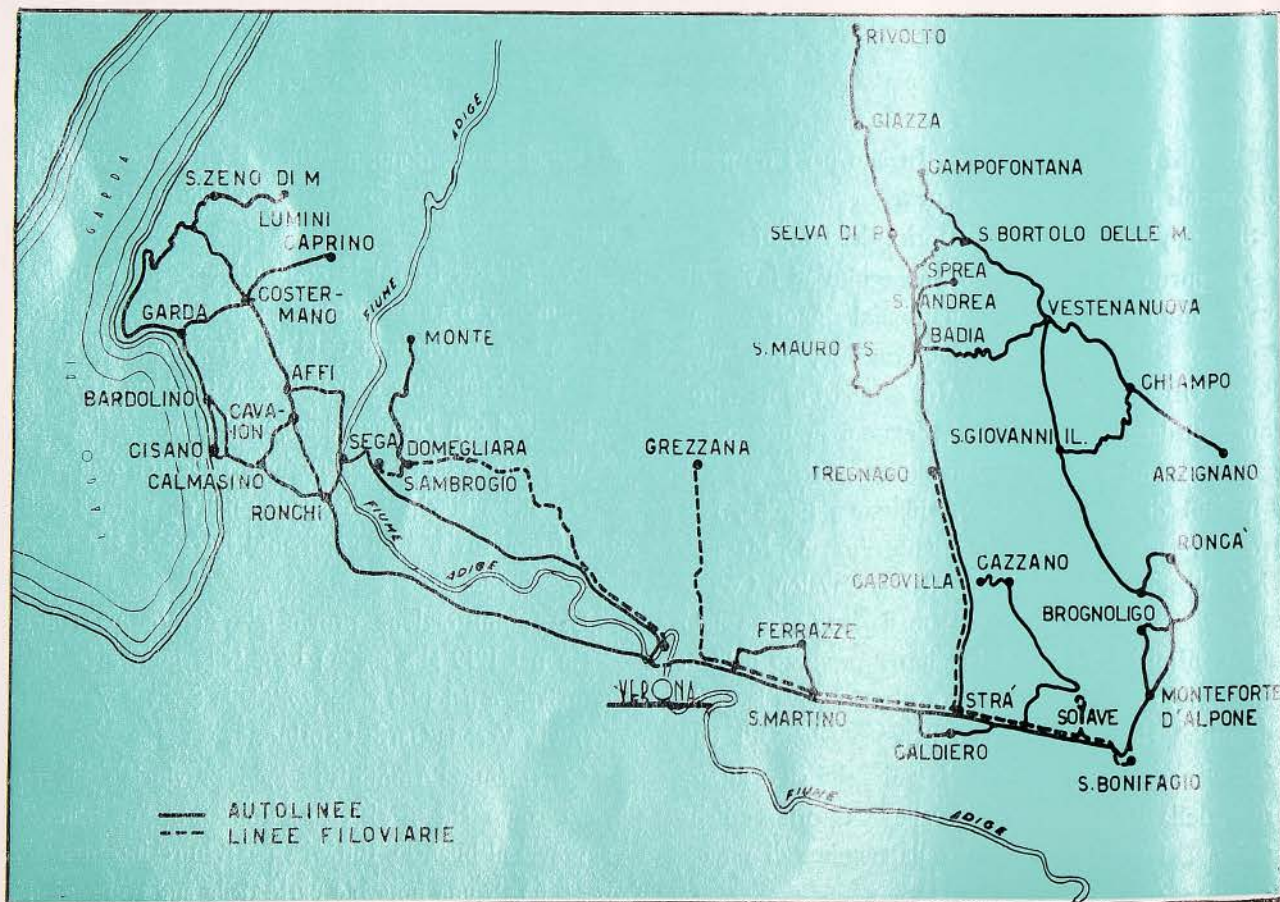 RIVOLTO
GIAZZA
CAMPOFONTANA
S.ZENO DI M
LUMINI
CAPRINO
SELVA DI P.
S. BORTOLO DELLE M.
SPREA
S. ANDREA
GARDA
COSTER-
MANO
VESTENANUOVA
BADIA
MONTE
S. MAURO S.
AFFI
CHIAMPO
BARDOLINO
CAVA-
ION
S.GIOVANNI IL.
CISANO
SEGA
DOMEGLIARA
GREZZANA
CALMASINO
S.AMBROGIO
TREGNAGO
ARZIGNANO
RONCHI
RONCA'
CAZZANO
CAROVILLA
BROGNOLIGO
FERRAZZE
VERONA
S.MARTINO
STRA'
SOAVE
MONTEFORTE
D'ALPONE
CALDIERO
S.BONIFACIO
LAGO DI GARDA
FIUME ADIGE
FIUME ADIGE
FIUME ADIGE
AUTOLINEE
LINEE FILOVIARIE